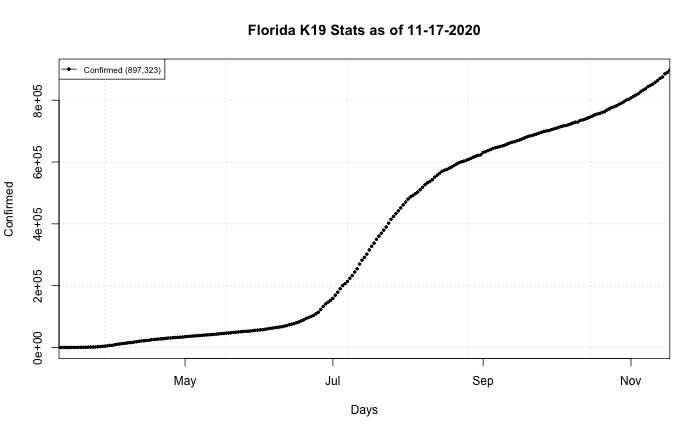 Florida K19 Stats as of 11-17-2020
Confirmed (897,323)
8e+05
6e+05
4e+05
2e+05
0e+00
Confirmed
May Jul Sep Nov
Days